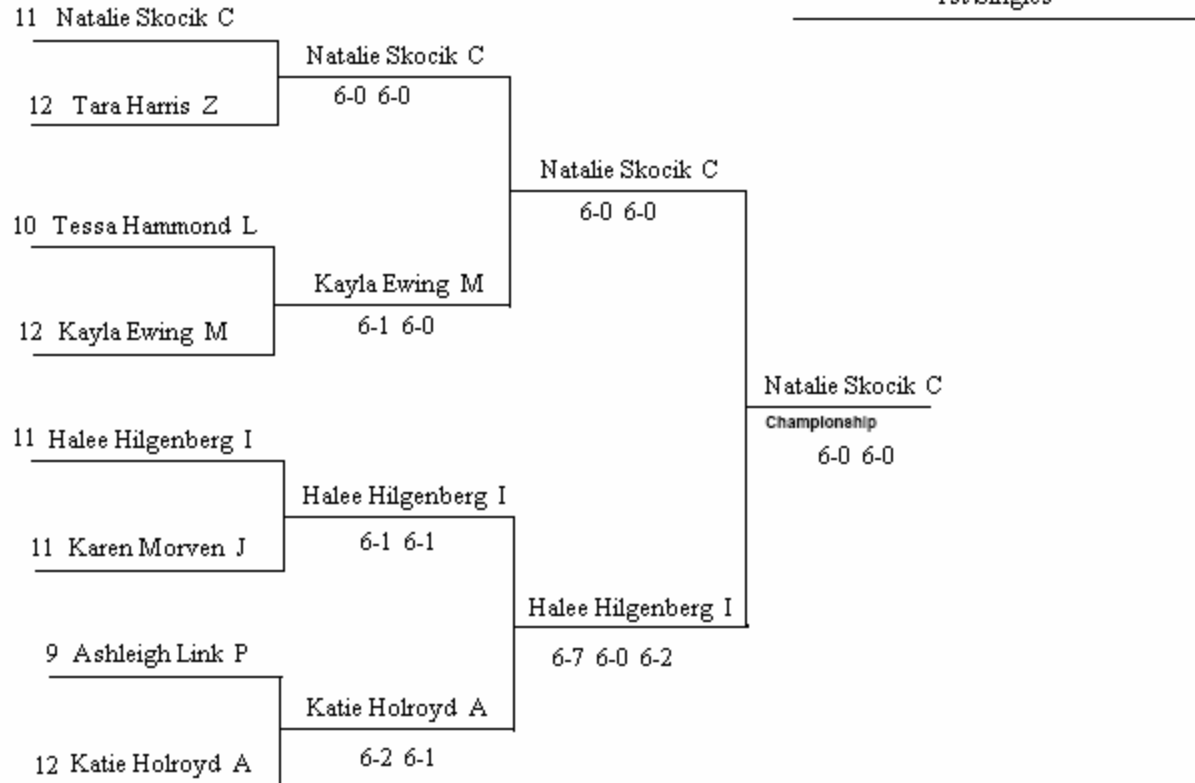 1st Singles
11 Natalie Skocik C
Natalie Skocik C
6-0 6-0
12 Tara Harris Z
Natalie Skocik C
6-0 6-0
10 Tessa Hammond L
Kayla Ewing M
6-1 6-0
12 Kayla Ewing M
Natalie Skocik C
Championship
6-0 6-0
11 Halee Hilgenberg I
Halee Hilgenberg I
6-1 6-1
11 Karen Morven J
Halee Hilgenberg I
6-7 6-0 6-2
9 Ashleigh Link P
Katie Holroyd A
6-2 6-1
12 Katie Holroyd A